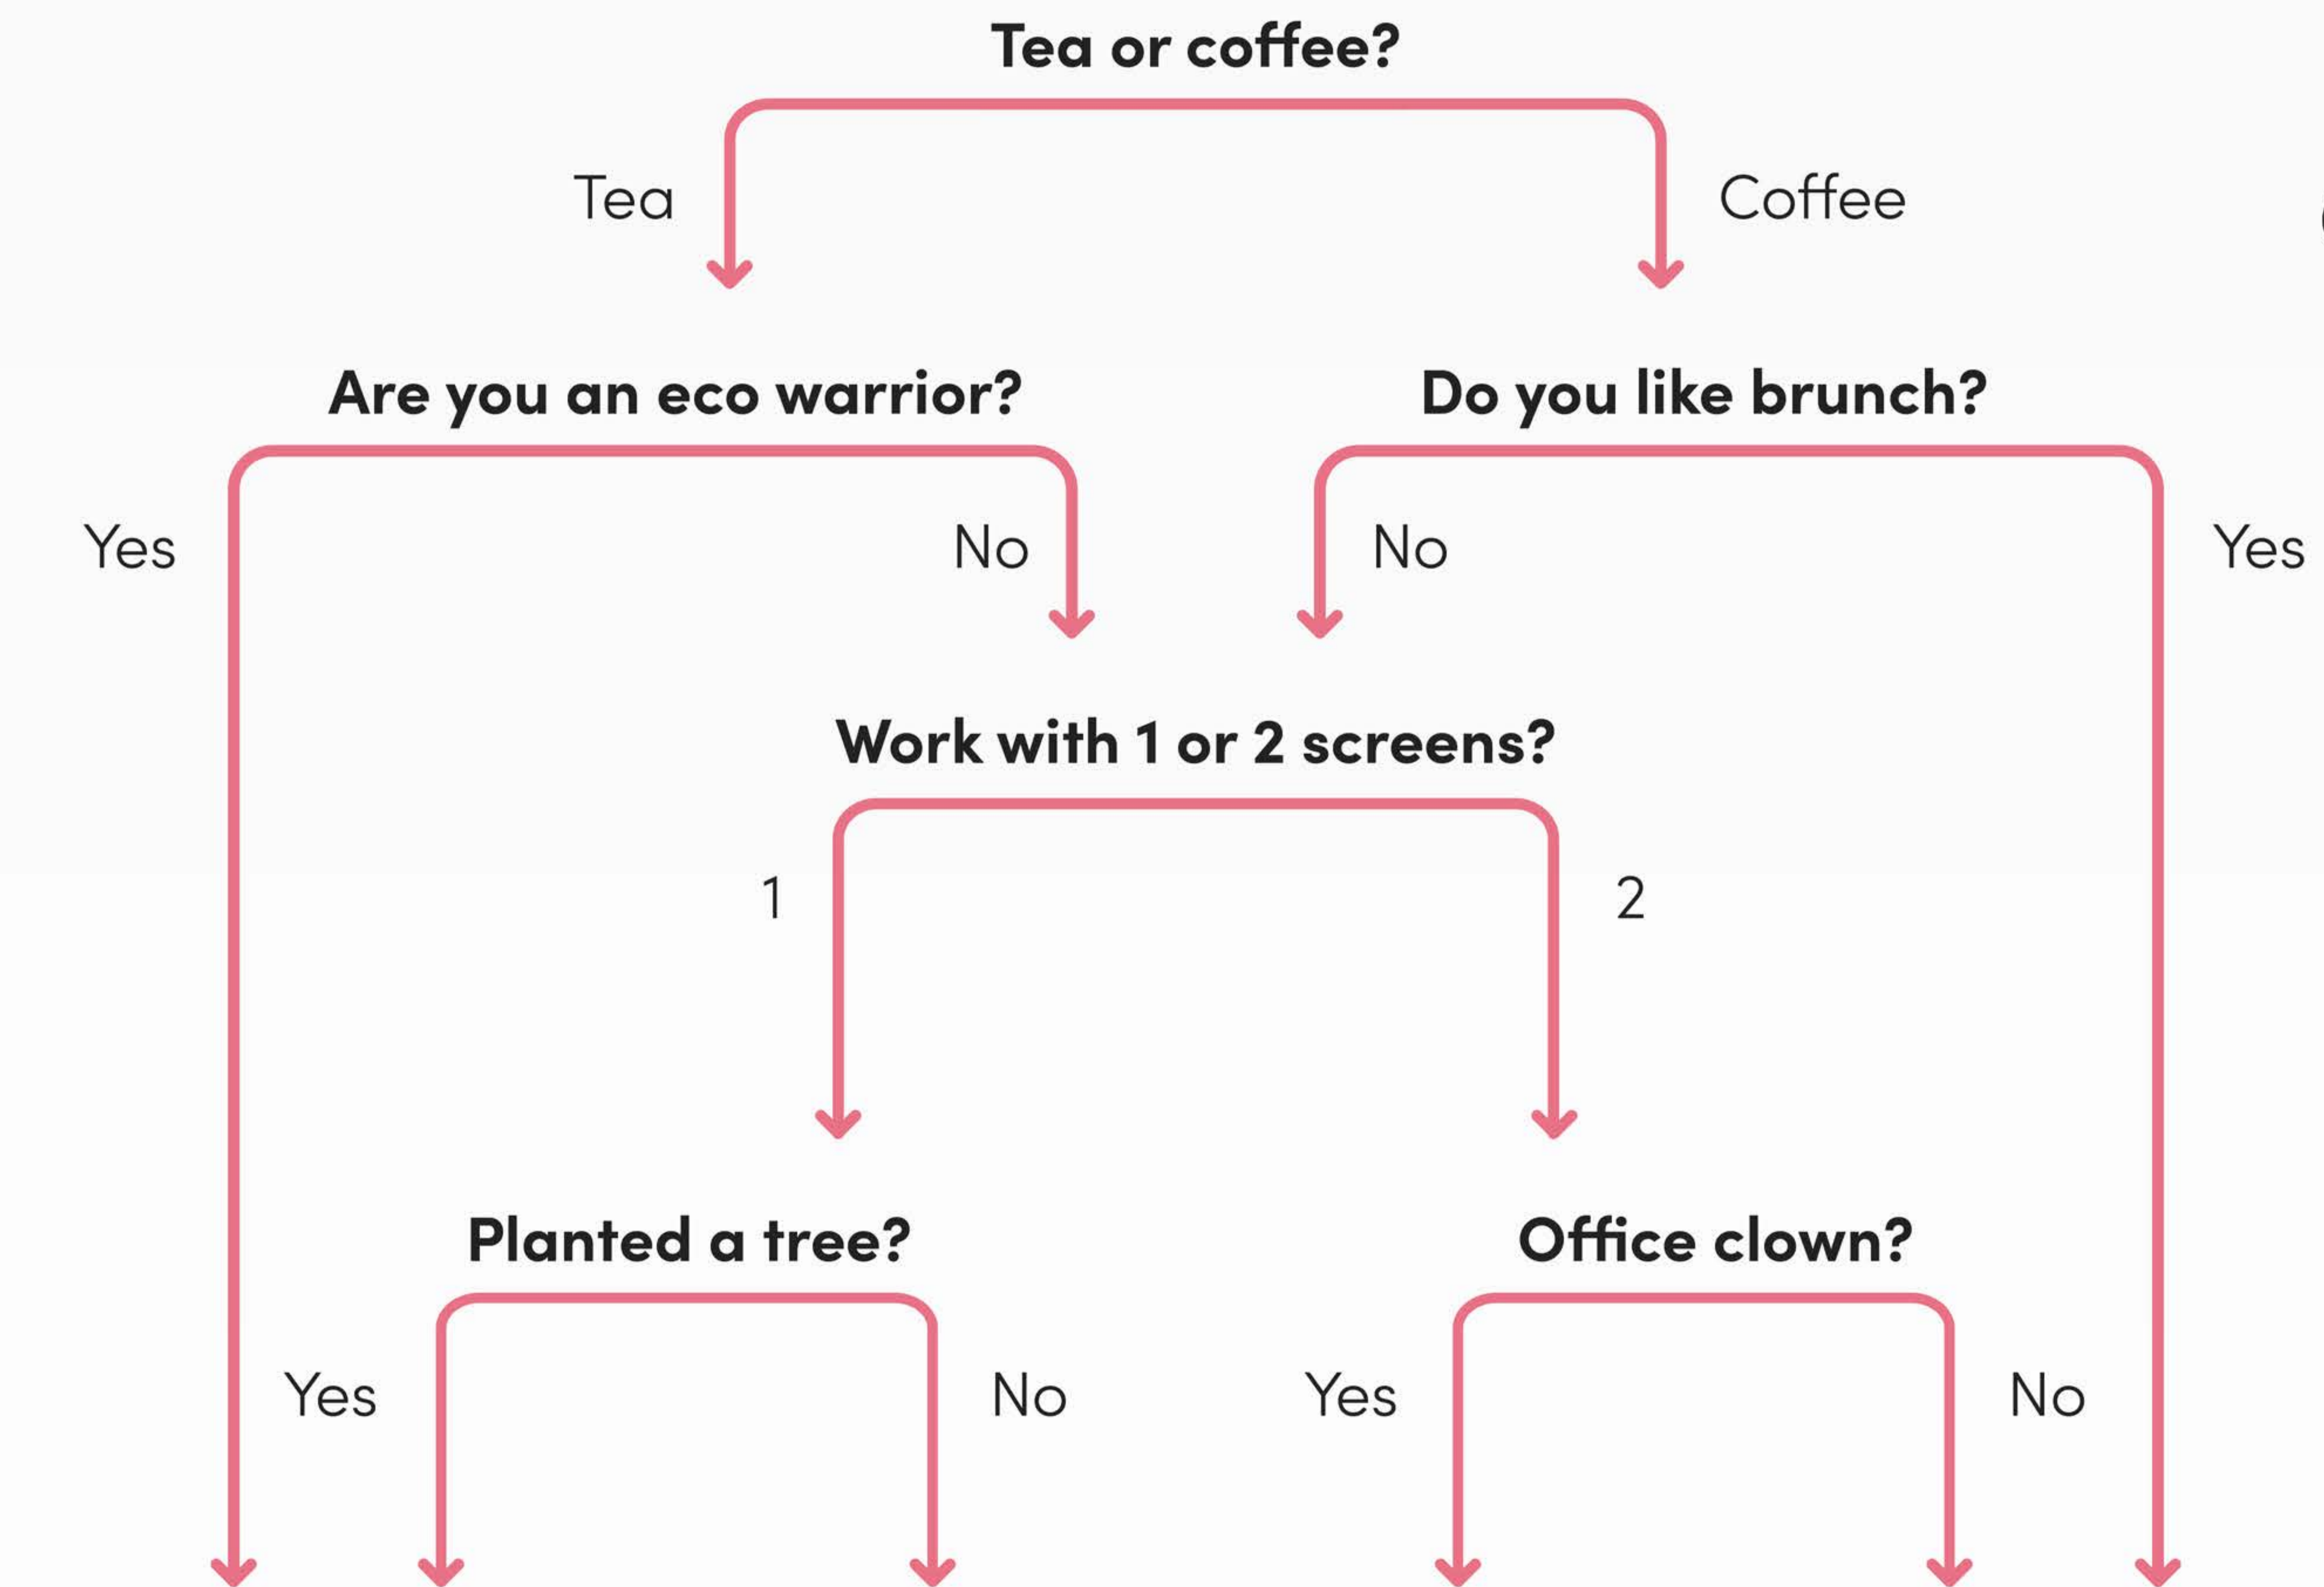 Tea or coffee?
Tea
Coffee
Are you an eco warrior?
Do you like brunch?
Yes
No
No
Yes
Work with 1 or 2 screens?
1
2
Planted a tree?
Office clown?
Yes
No
Yes
No